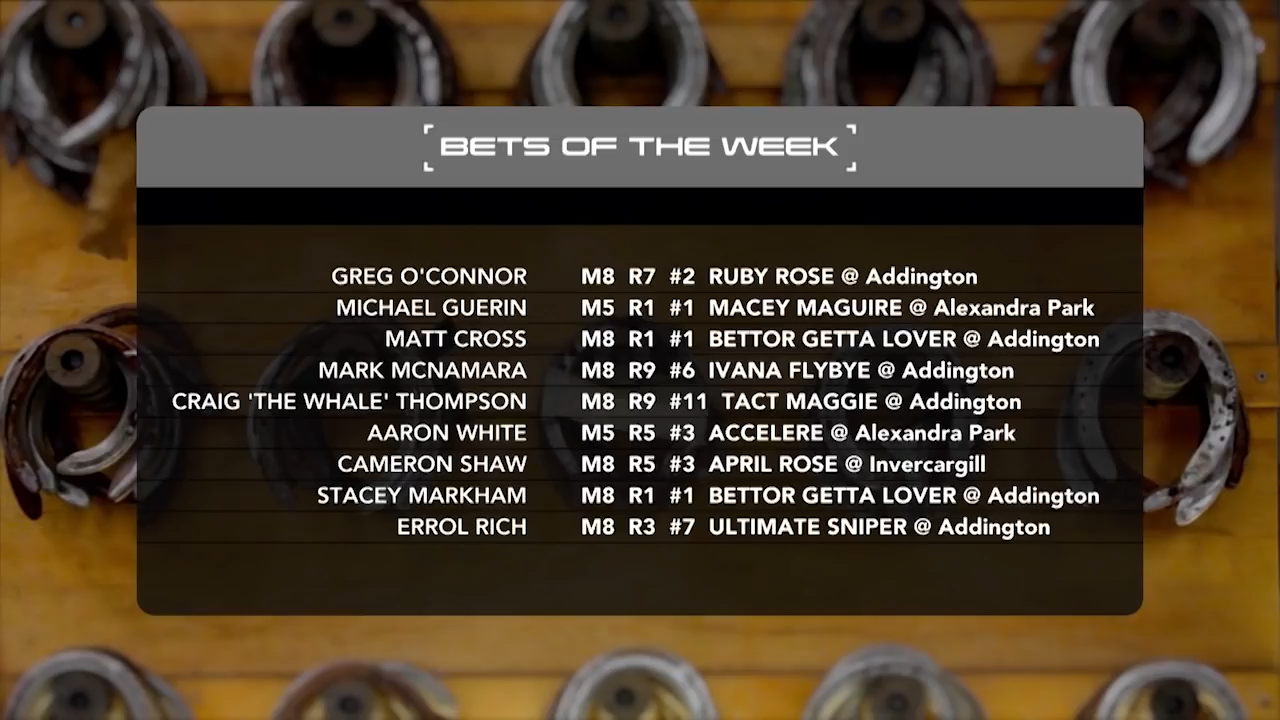 BETS OF THE WEEK
GREG O'CONNOR M8 R7 #2 RUBY ROSE @ Addington
MICHAEL GUERIN M5 R1 #1 MACEY MAGUIRE @ Alexandra Park
MATT CROSS M8 R1 #1 BETTOR GETTA LOVER @ Addington
MARK MCNAMARA M8 R9 #6 IVANA FLYBYE @ Addington
CRAIG 'THE WHALE' THOMPSON M8 R9 #11 TACT MAGGIE @ Addington
AARON WHITE M5 R5 #3 ACCELERE @ Alexandra Park
CAMERON SHAW M8 R5 #3 APRIL ROSE @ Invercargill
STACEY MARKHAM M8 R1 #1 BETTOR GETTA LOVER @ Addington
ERROL RICH M8 R3 #7 ULTIMATE SNIPER @ Addington